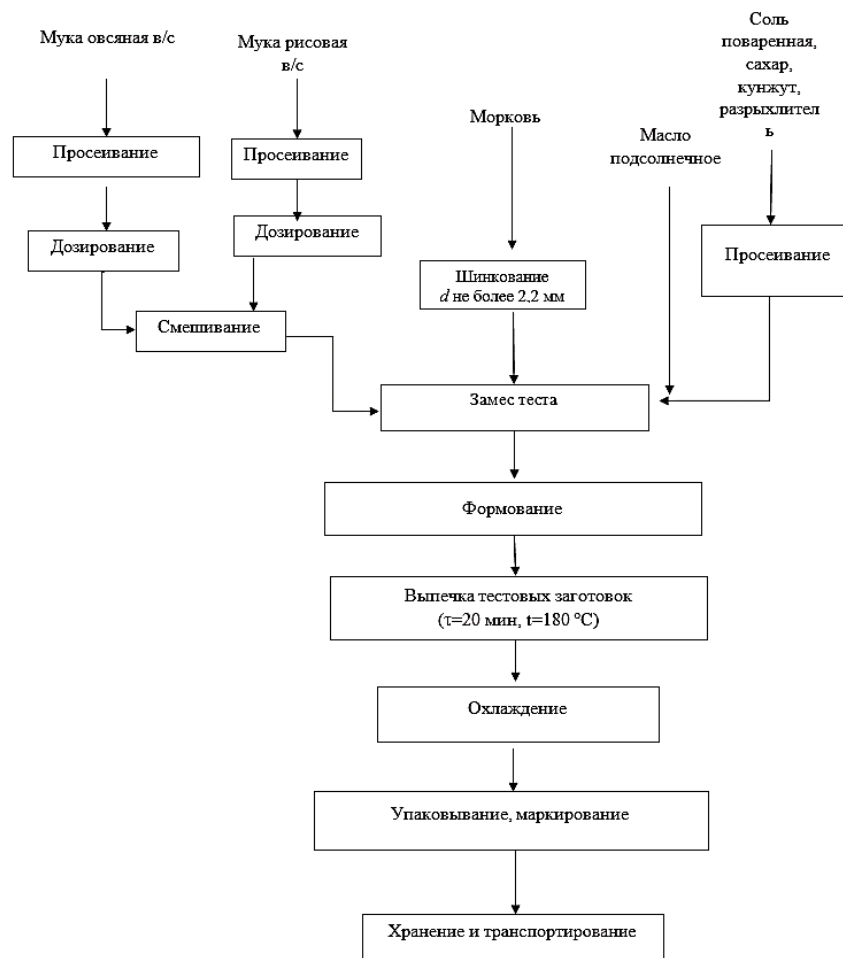 Мука овсяная в/с
Мука рисовая
в/с
Морковь
Масло
подсолнечное
Соль
поваренная,
сахар,
кунжут,
разрыхлител
ь
Просеивание
Просеивание
Просеивание
Дозирование
Дозирование
Шинкование
d не более 2,2 мм
Смешивание
Замес теста
Формование
Выпечка тестовых заготовок
(τ=20 мин, t=180 °C)
Охлаждение
Упаковывание, маркирование
Хранение и транспортирование